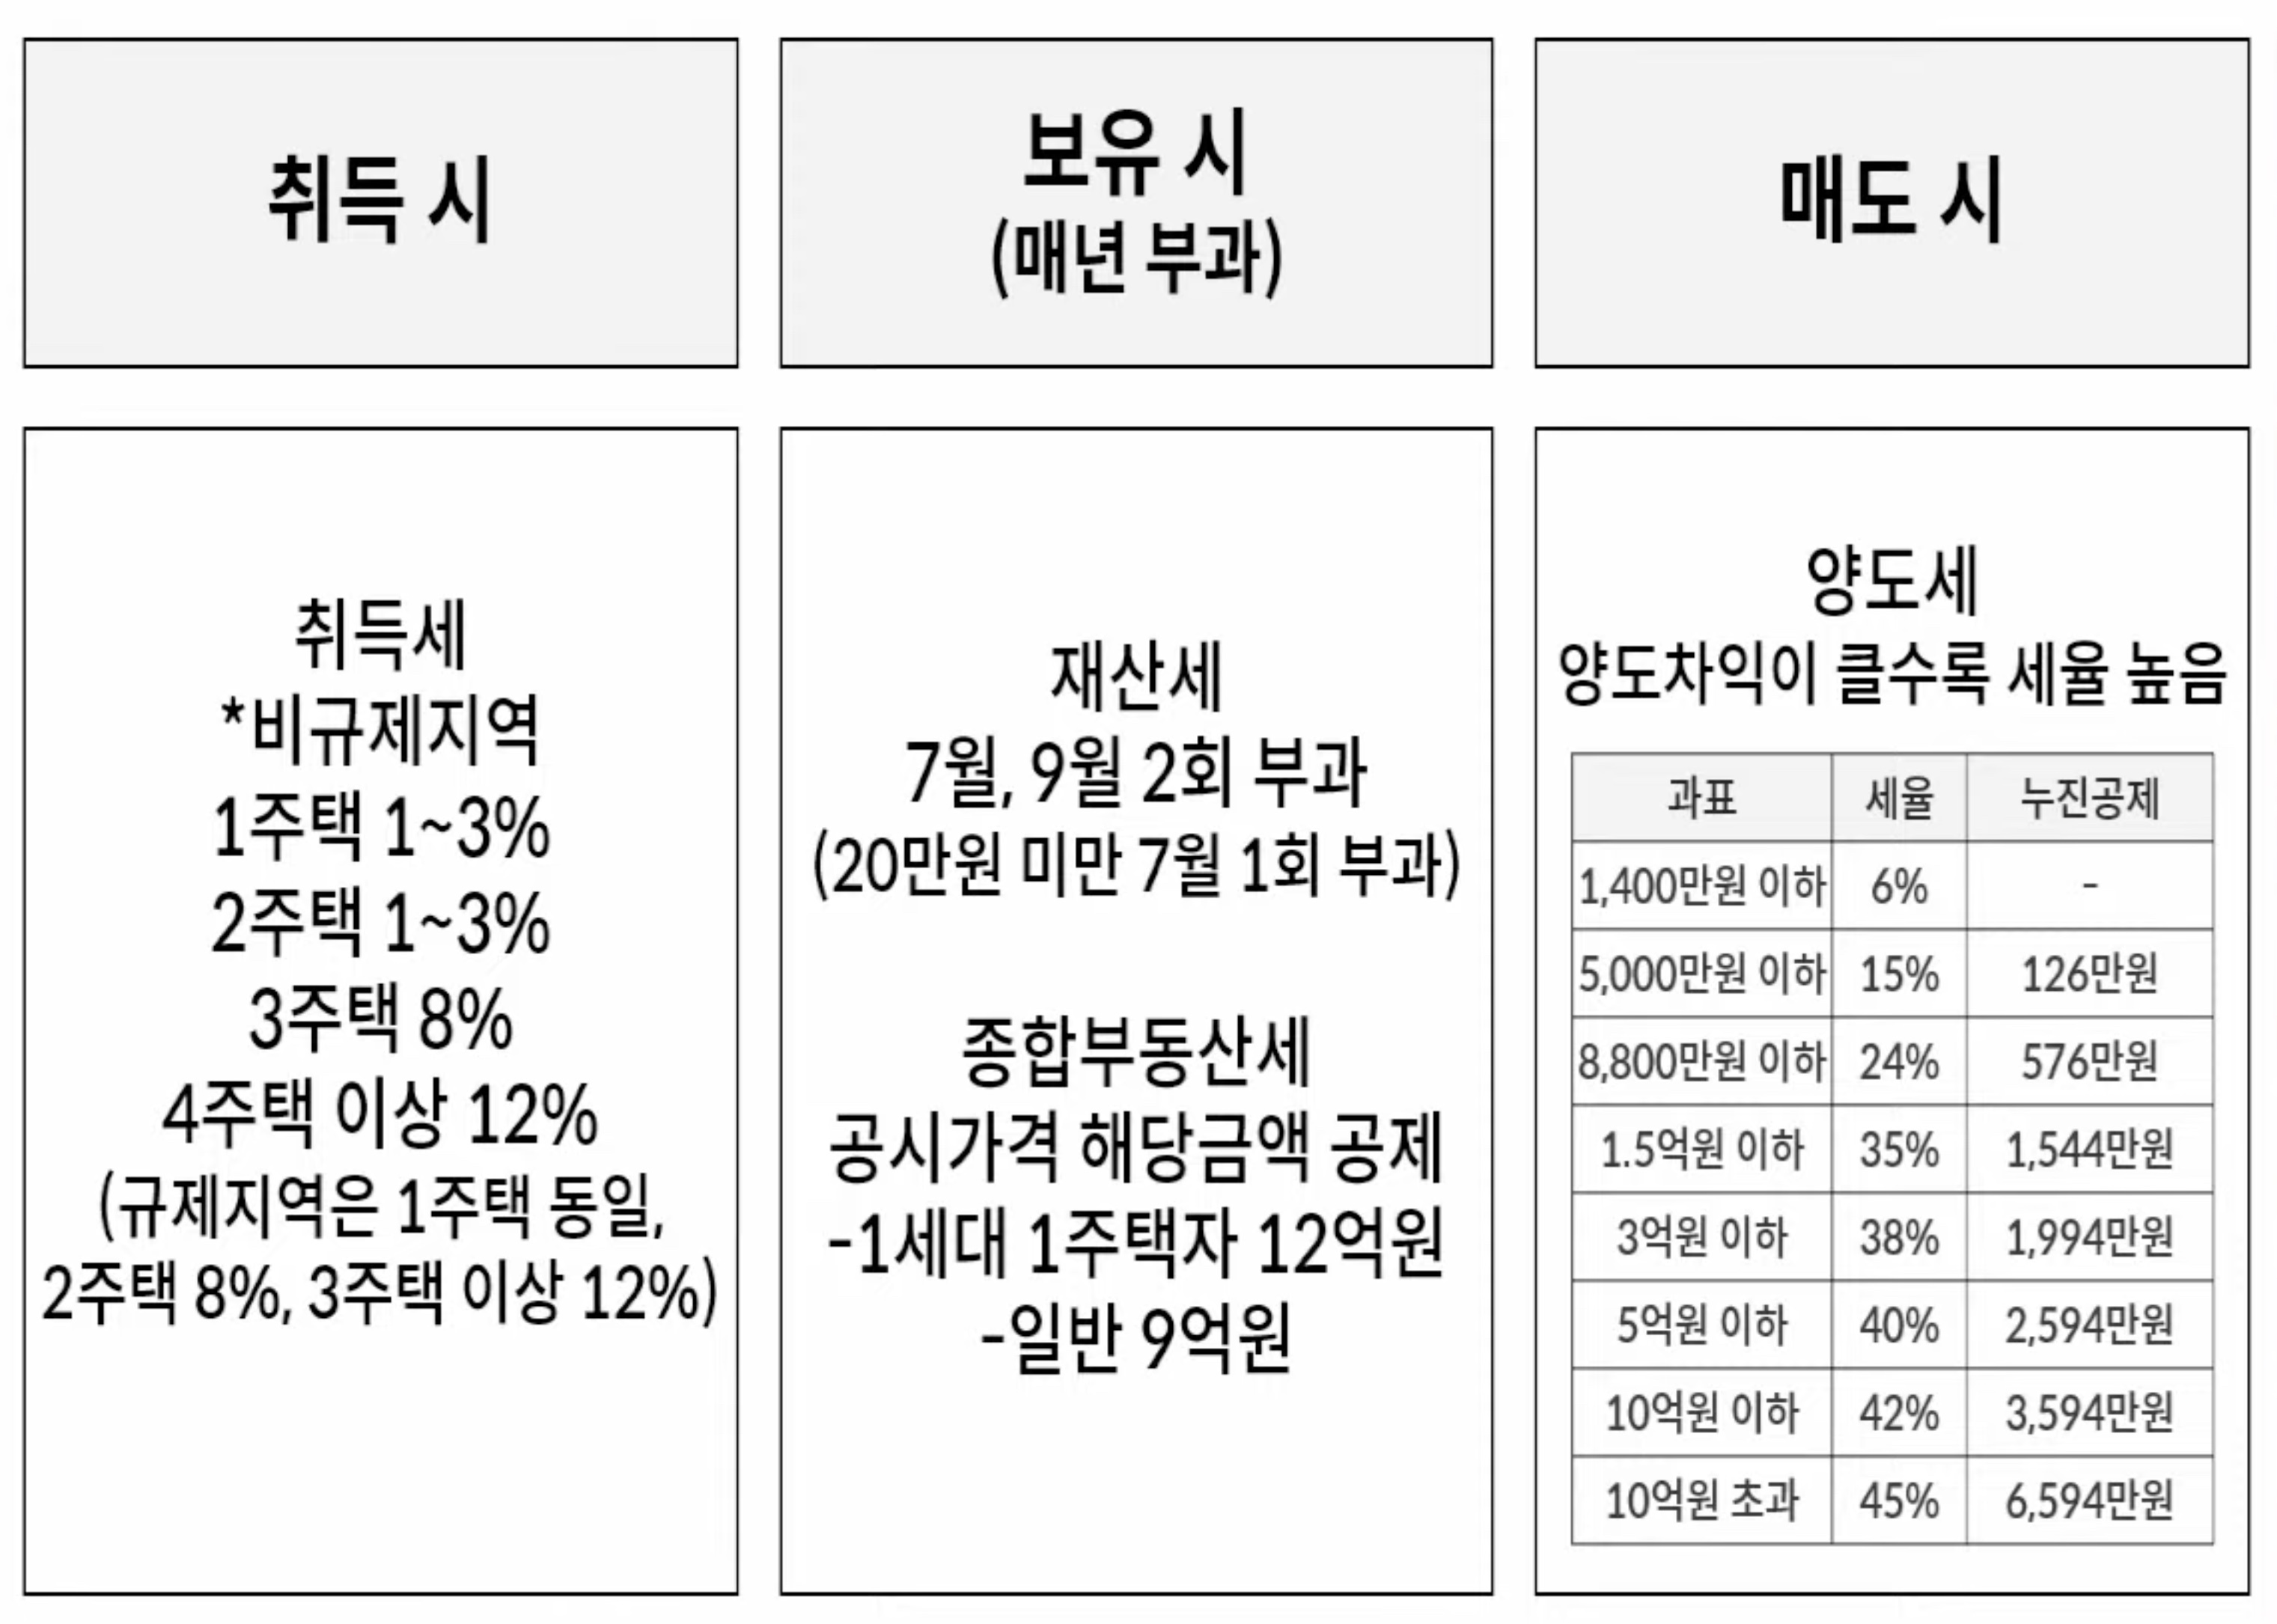 취득 시
취득세
*비규제지역
1주택 1~3%
2주택 1~3%
3주택 8%
4주택 이상 12%
(규제지역은 1주택 동일,
2주택 8%, 3주택 이상 12%)
보유 시
(매년 부과)
재산세
7월, 9월 2회 부과
(20만원 미만 7월 1회 부과)
종합부동산세
공시가격 해당금액 공제
-1세대 1주택자 12억원
-일반 9억원
매도 시
양도세
양도차익이 클수록 세율 높음
과표 세율 누진공제
1,400만원 이하 6% -
5,000만원 이하 15% 126만원
8,800만원 이하 24% 576만원
1.5억원 이하 35% 1,544만원
3억원 이하 38% 1,994만원
5억원 이하 40% 2,594만원
10억원 이하 42% 3,594만원
10억원 초과 45% 6,594만원